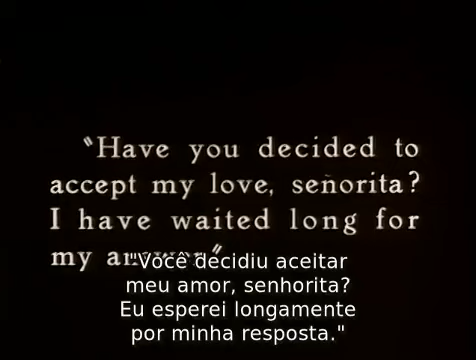 "Have you decided to
accept my love, señorita?
I have waited long for
my
"Você decidiu aceitar
meu amor, senhorita?
Eu esperei longamente
por minha resposta."